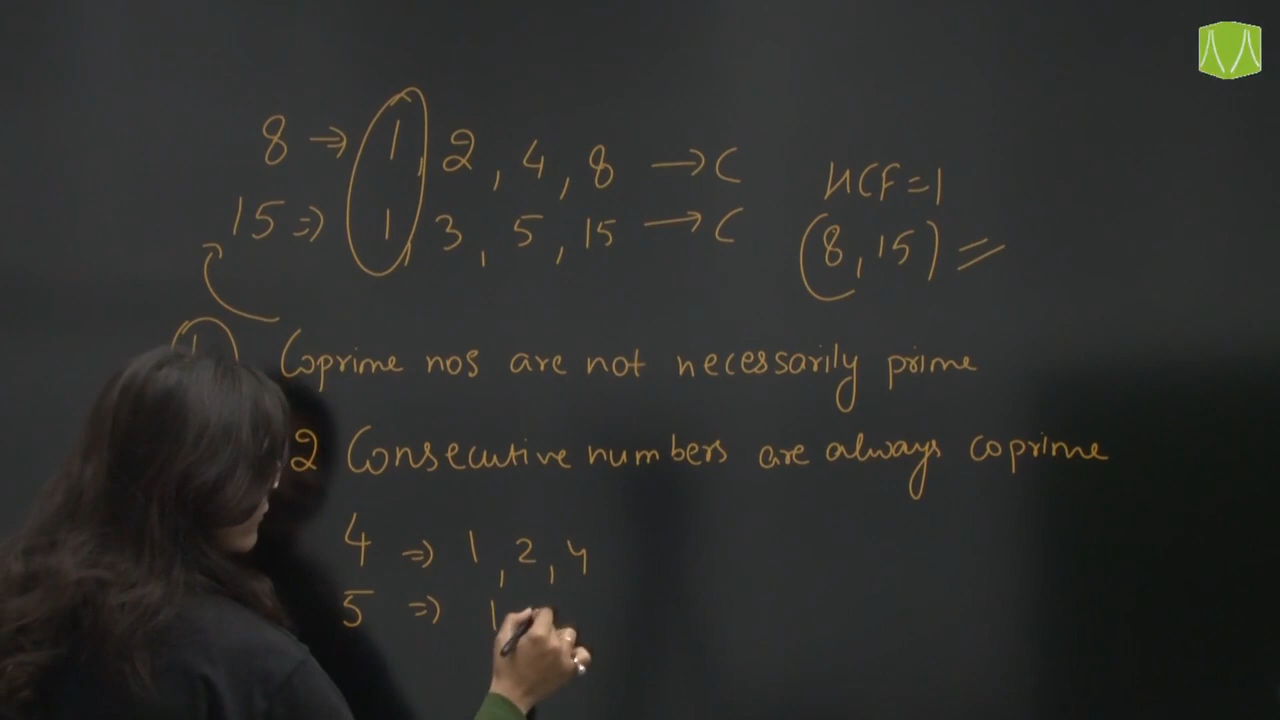 8 ⇒ 1, 2, 4, 8 → C
15 ⇒ 1, 3, 5, 15 → C
HCF = 1
(8, 15) =
1 Coprime nos are not necessarily prime
2 Consecutive numbers are always coprime
4 ⇒ 1, 2, 4
5 ⇒ 1